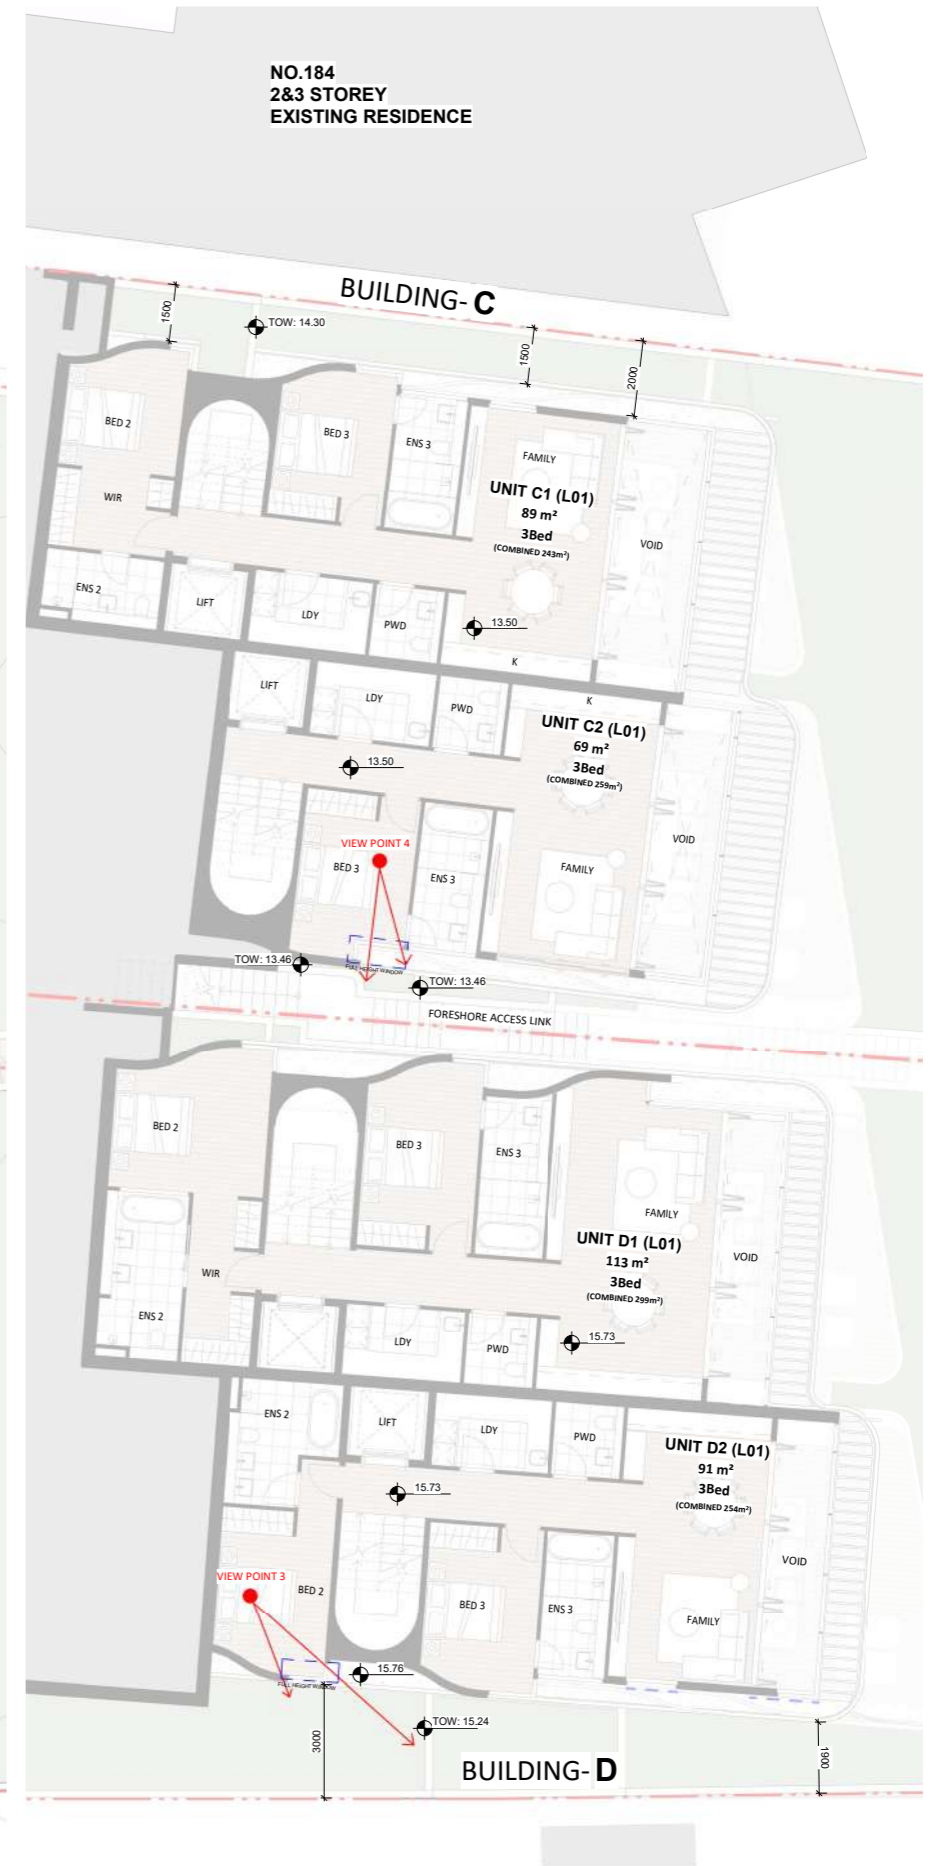 NO.184
2&3 STOREY
EXISTING RESIDENCE
BUILDING- C
1500
TOW: 14.30
1500
2000
BED 2
BED 3
ENS 3
FAMILY
WIR
UNIT C1 (L01)
89 m²
3Bed
(COMBINED 243m²)
VOID
ENS 2
LIFT
LDY
PWD
13.50
K
LIFT
LDY
PWD
K
UNIT C2 (L01)
69 m²
3Bed
(COMBINED 259m²)
13.50
VOID
VIEW POINT 4
BED 3
ENS 3
FAMILY
TOW: 13.46
FULL HEIGHT WINDOW
TOW: 13.46
FORESHORE ACCESS LINK
BED 2
BED 3
ENS 3
FAMILY
UNIT D1 (L01)
113 m²
3Bed
(COMBINED 299m²)
VOID
WIR
ENS 2
LDY
PWD
15.73
ENS 2
LIFT
LDY
PWD
UNIT D2 (L01)
91 m²
3Bed
(COMBINED 254m²)
15.73
VOID
VIEW POINT 3
BED 2
BED 3
ENS 3
FAMILY
15.76
FULL HEIGHT WINDOW
TOW: 15.24
3000
1900
BUILDING- D